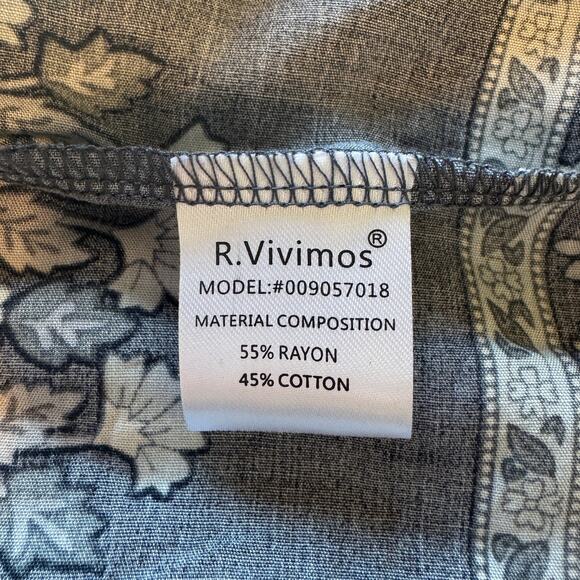 R.Vivimos®
MODEL:#009057018
MATERIAL COMPOSITION
55% RAYON
45% COTTON